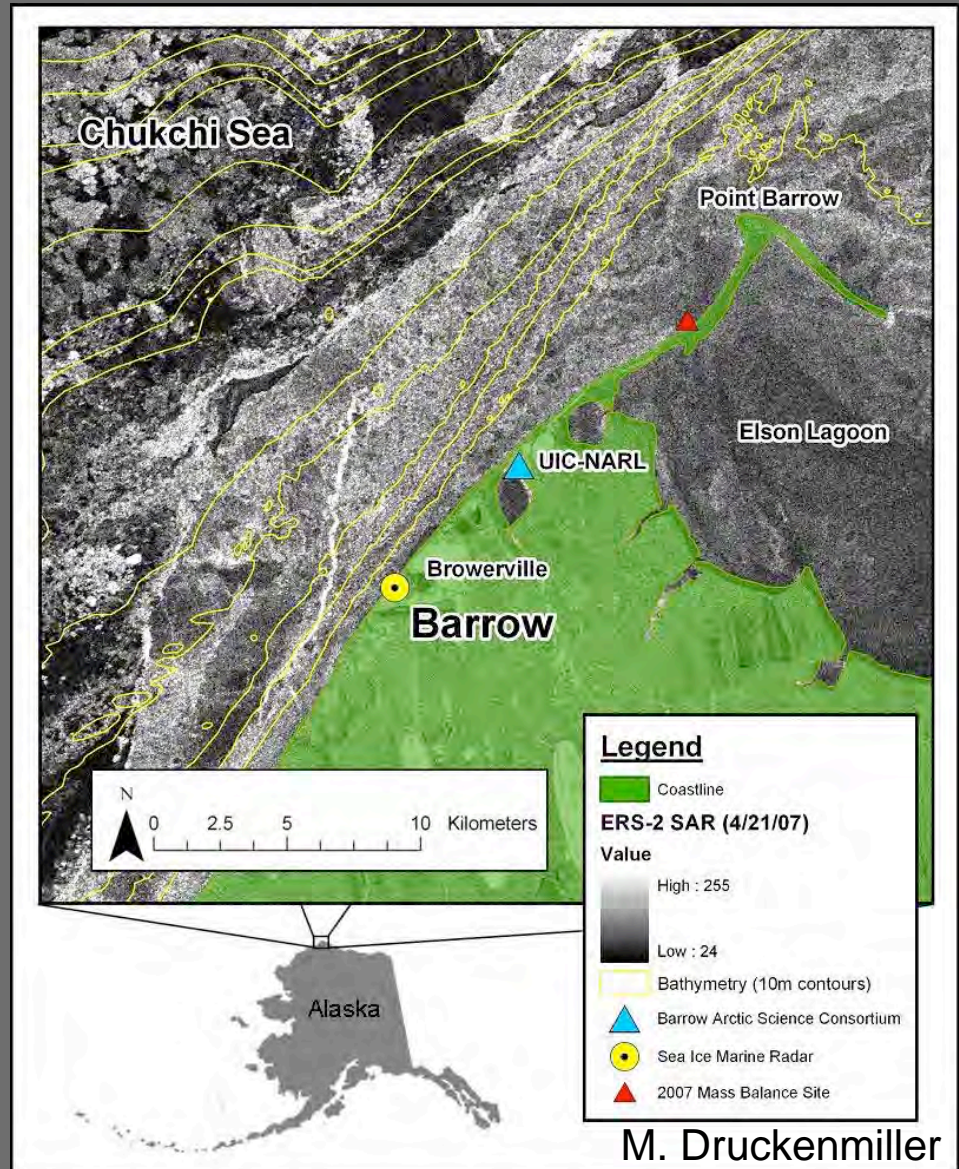 Chukchi Sea
Point Barrow
Elson Lagoon
UIC-NARL
Browerville
Barrow
N
0 2.5 5 10 Kilometers
Legend
Coastline
ERS-2 SAR (4/21/07)
Value
High : 255
Low : 24
Bathymetry (10m contours)
Barrow Arctic Science Consortium
Sea Ice Marine Radar
2007 Mass Balance Site
Alaska
M. Druckenmiller